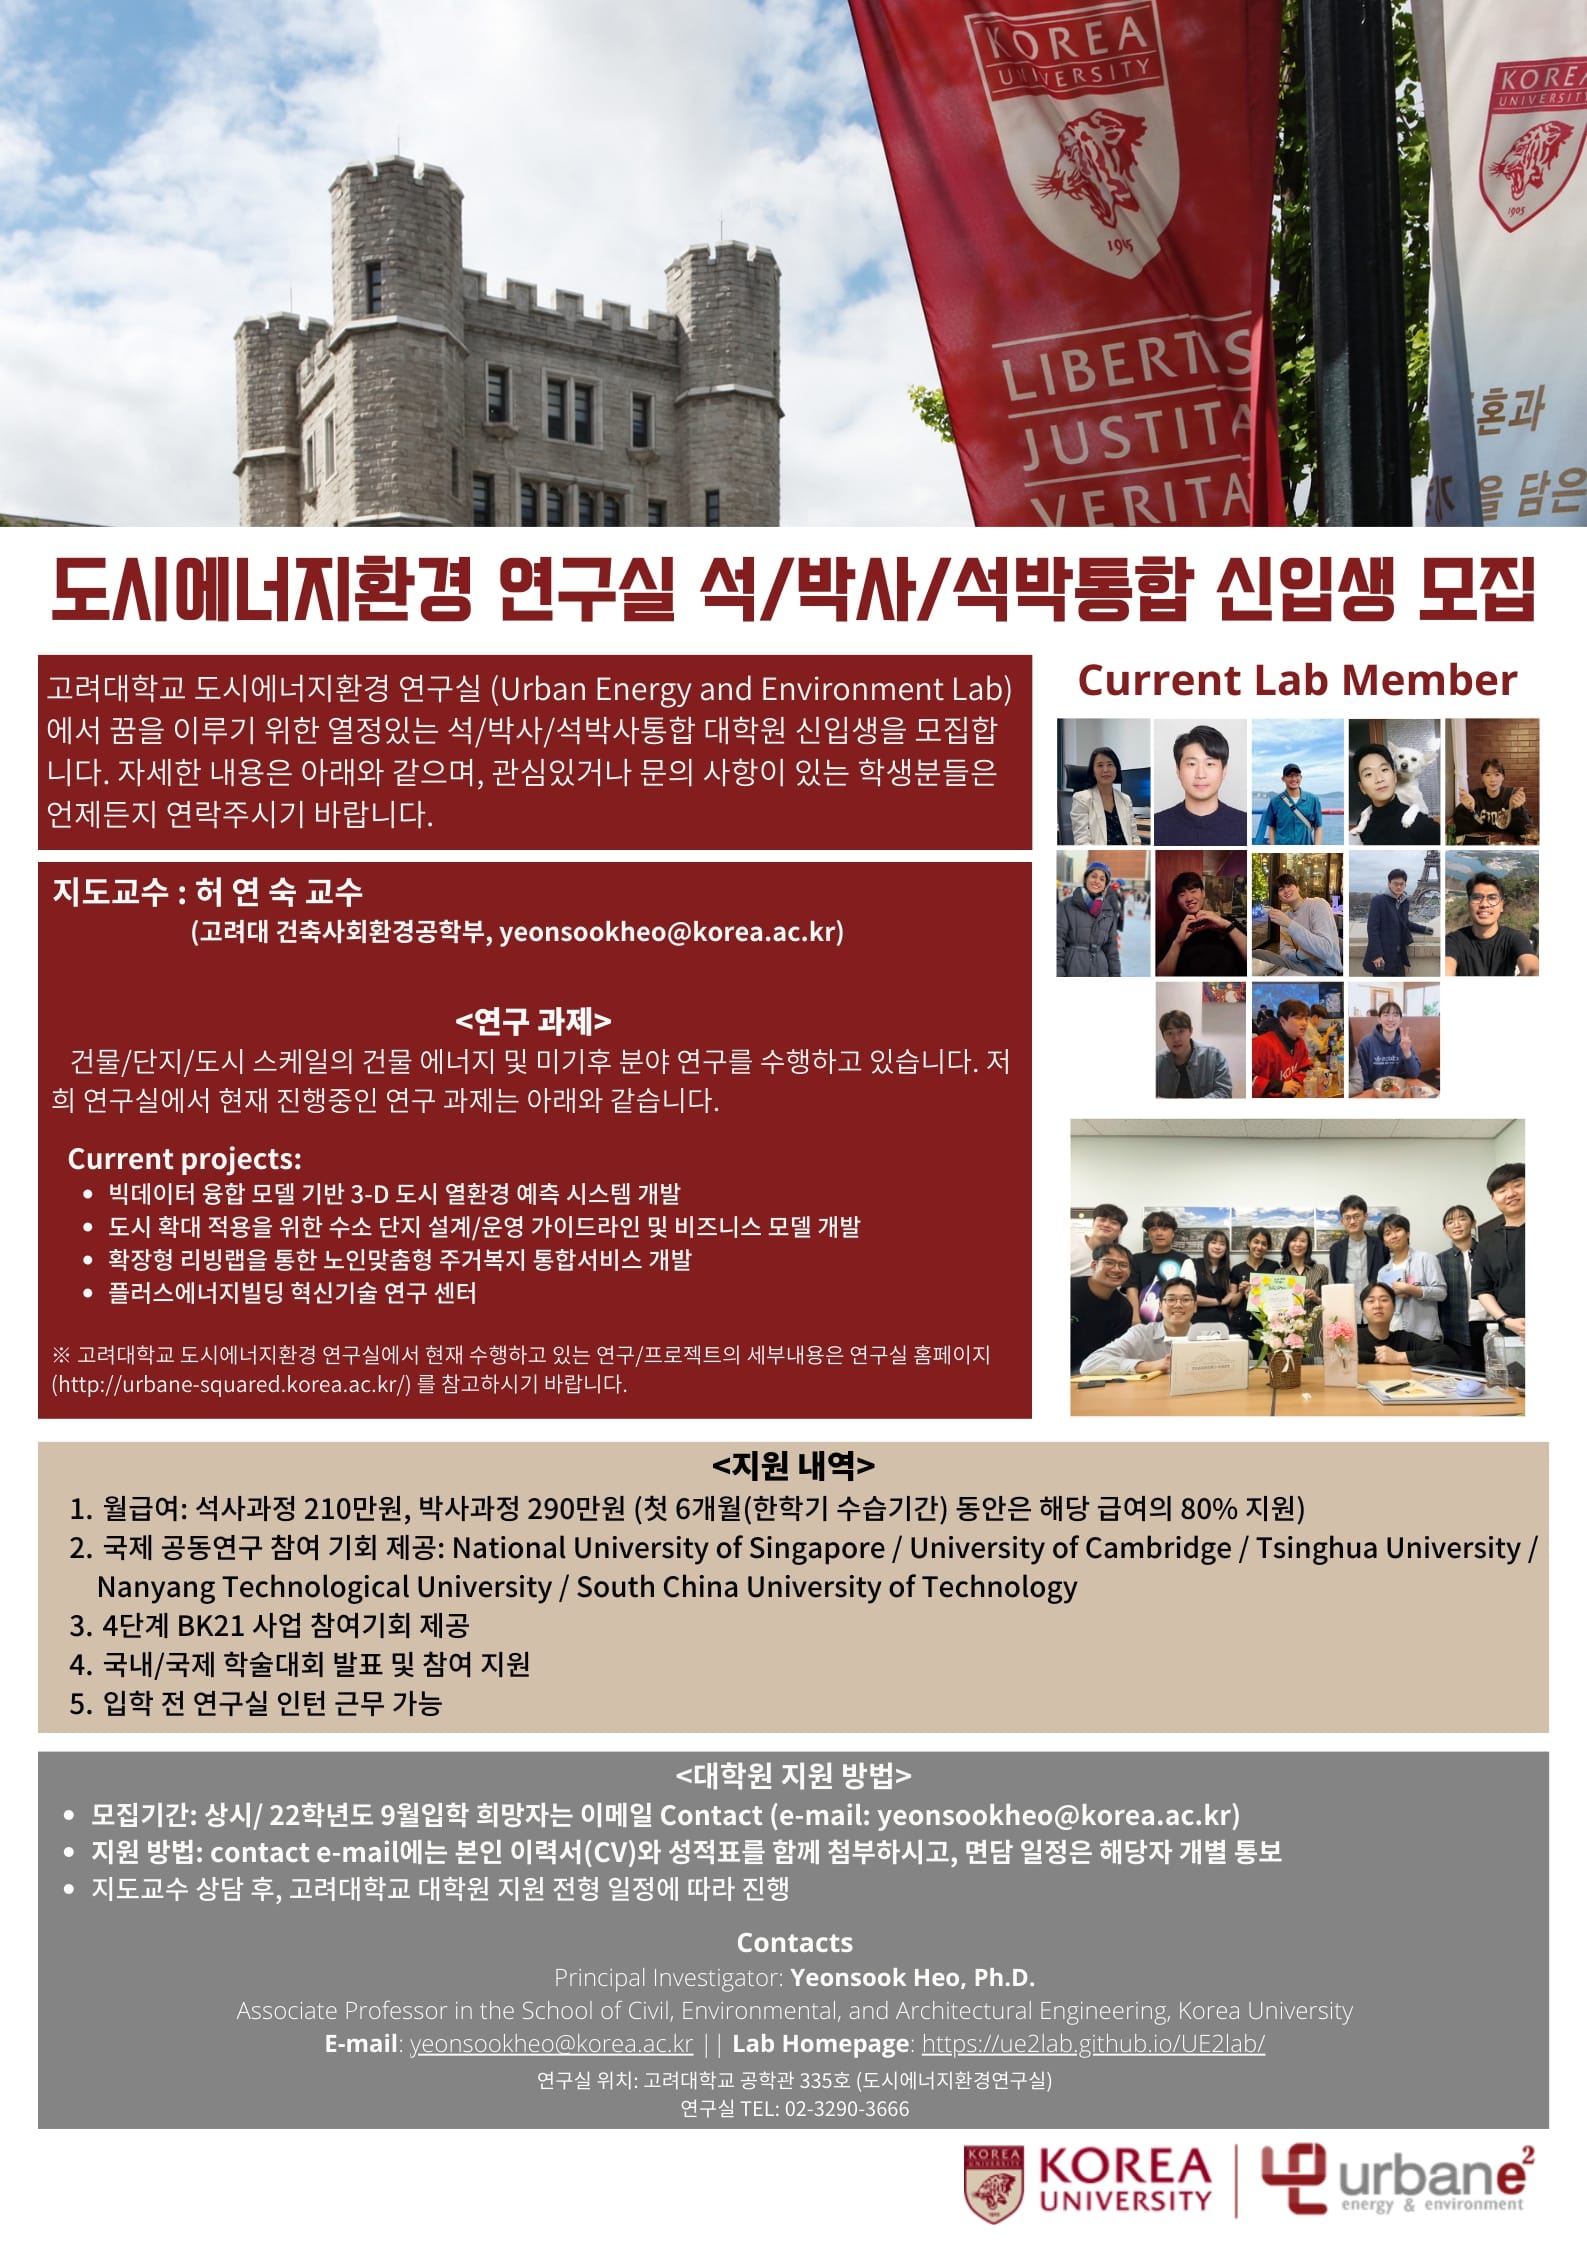 KOREA
UNIVERSITY
1905
LIBERTAS
JUSTITA
VERITA
KOREA
UNIVERSITY
1905
혼과
을 담은
도시에너지환경 연구실 석/박사/석박통합 신입생 모집
고려대학교 도시에너지환경 연구실 (Urban Energy and Environment Lab)
에서 꿈을 이루기 위한 열정있는 석/박사/석박사통합 대학원 신입생을 모집합
니다. 자세한 내용은 아래와 같으며, 관심있거나 문의 사항이 있는 학생분들은
언제든지 연락주시기 바랍니다.
지도교수 : 허 연 숙 교수
(고려대 건축사회환경공학부, yeonsookheo@korea.ac.kr)
<연구 과제>
건물/단지/도시 스케일의 건물 에너지 및 미기후 분야 연구를 수행하고 있습니다. 저
희 연구실에서 현재 진행중인 연구 과제는 아래와 같습니다.
Current projects:
• 빅데이터 융합 모델 기반 3-D 도시 열환경 예측 시스템 개발
• 도시 확대 적용을 위한 수소 단지 설계/운영 가이드라인 및 비즈니스 모델 개발
• 확장형 리빙랩을 통한 노인맞춤형 주거복지 통합서비스 개발
• 플러스에너지빌딩 혁신기술 연구 센터
※ 고려대학교 도시에너지환경 연구실에서 현재 수행하고 있는 연구/프로젝트의 세부내용은 연구실 홈페이지
(http://urbane-squared.korea.ac.kr/) 를 참고하시기 바랍니다.
Current Lab Member
<지원 내역>
1. 월급여: 석사과정 210만원, 박사과정 290만원 (첫 6개월(한학기 수습기간) 동안은 해당 급여의 80% 지원)
2. 국제 공동연구 참여 기회 제공: National University of Singapore / University of Cambridge / Tsinghua University /
Nanyang Technological University / South China University of Technology
3. 4단계 BK21 사업 참여기회 제공
4. 국내/국제 학술대회 발표 및 참여 지원
5. 입학 전 연구실 인턴 근무 가능
<대학원 지원 방법>
• 모집기간: 상시/ 22학년도 9월입학 희망자는 이메일 Contact (e-mail: yeonsookheo@korea.ac.kr)
• 지원 방법: contact e-mail에는 본인 이력서(CV)와 성적표를 함께 첨부하시고, 면담 일정은 해당자 개별 통보
• 지도교수 상담 후, 고려대학교 대학원 지원 전형 일정에 따라 진행
Contacts
Principal Investigator: Yeonsook Heo, Ph.D.
Associate Professor in the School of Civil, Environmental, and Architectural Engineering, Korea University
E-mail: yeonsookheo@korea.ac.kr || Lab Homepage: https://ue2lab.github.io/UE2lab/
연구실 위치: 고려대학교 공학관 335호 (도시에너지환경연구실)
연구실 TEL: 02-3290-3666
KOREA
UNIVERSITY
1905
KOREA
UNIVERSITY
urbane²
energy & environment